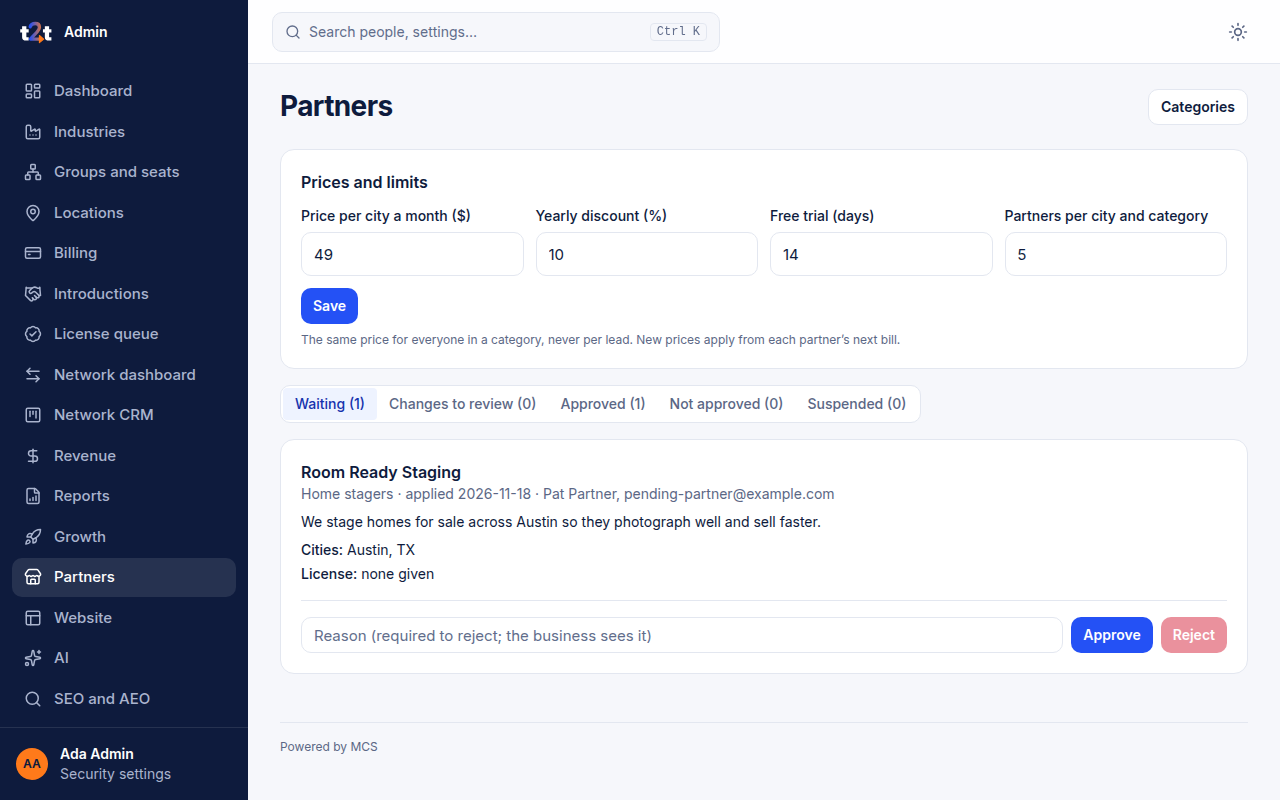 t2t Admin
Search people, settings...
Ctrl K
Dashboard
Industries
Groups and seats
Locations
Billing
Introductions
License queue
Network dashboard
Network CRM
Revenue
Reports
Growth
Partners
Website
AI
SEO and AEO
AA
Ada Admin
Security settings
Partners
Categories
Prices and limits
Price per city a month ($)
Yearly discount (%)
Free trial (days)
Partners per city and category
49
10
14
5
Save
The same price for everyone in a category, never per lead. New prices apply from each partner’s next bill.
Waiting (1)
Changes to review (0)
Approved (1)
Not approved (0)
Suspended (0)
Room Ready Staging
Home stagers · applied 2026-11-18 · Pat Partner, pending-partner@example.com
We stage homes for sale across Austin so they photograph well and sell faster.
Cities: Austin, TX
License: none given
Reason (required to reject; the business sees it)
Approve
Reject
Powered by MCS